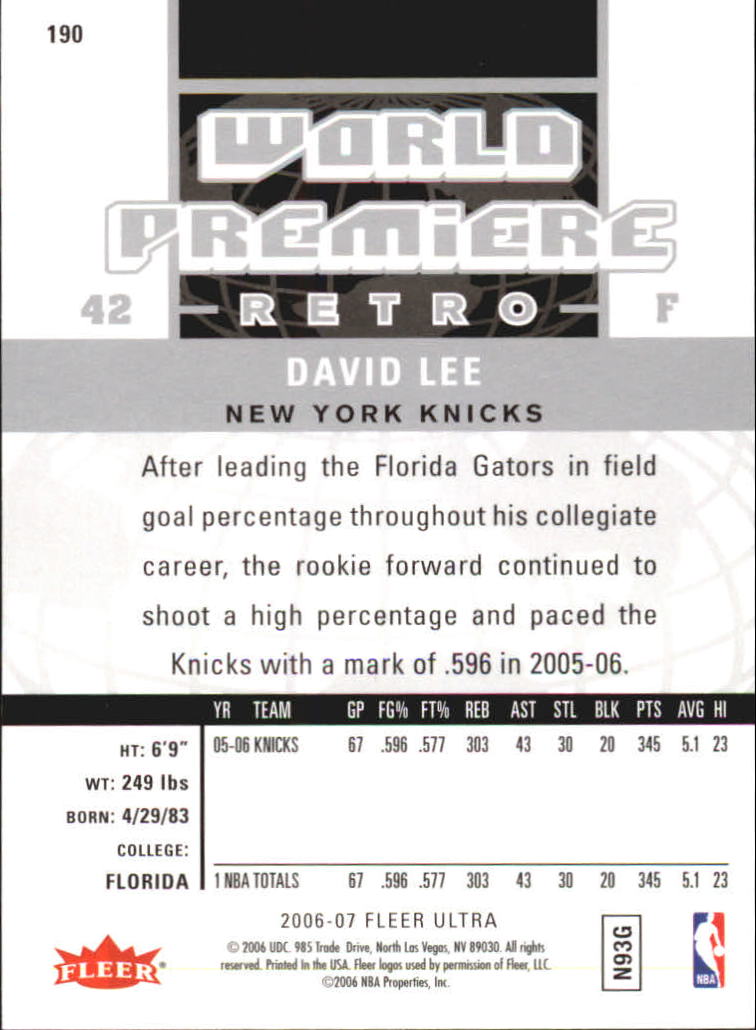 190
WORLD
PREMiERE
42 RETRO F
DAVID LEE
NEW YORK KNICKS
After leading the Florida Gators in field
goal percentage throughout his collegiate
career, the rookie forward continued to
shoot a high percentage and paced the
Knicks with a mark of .596 in 2005-06.
YR TEAM GP FG% FT% REB AST STL BLK PTS AVG HI
HT: 6'9" 05-06 KNICKS 67 .596 .577 303 43 30 20 345 5.1 23
WT: 249 lbs
BORN: 4/29/83
COLLEGE:
FLORIDA 1 NBA TOTALS 67 .596 .577 303 43 30 20 345 5.1 23
2006-07 FLEER ULTRA
© 2006 UDC. 985 Trade Drive, North Las Vegas, NV 89030. All rights
reserved. Printed In the USA. Fleer logos used by permission of Fleer, LLC.
©2006 NBA Properties, Inc.
FLEER®
N93G
NBA